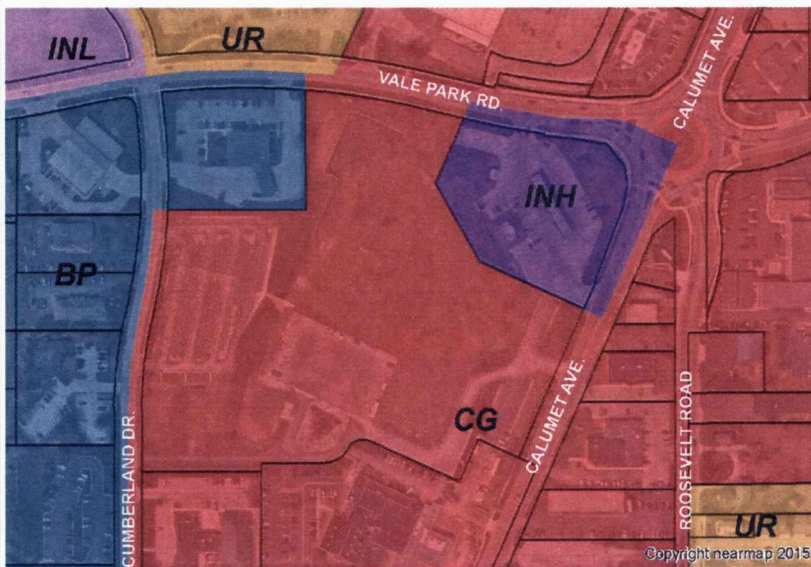 INL
UR
VALE PARK RD.
CALUMET AVE.
INH
BP
CG
CALUMET AVE.
CUMBERLAND DR.
ROOSEVELT ROAD
UR
Copyright nearmap 2015